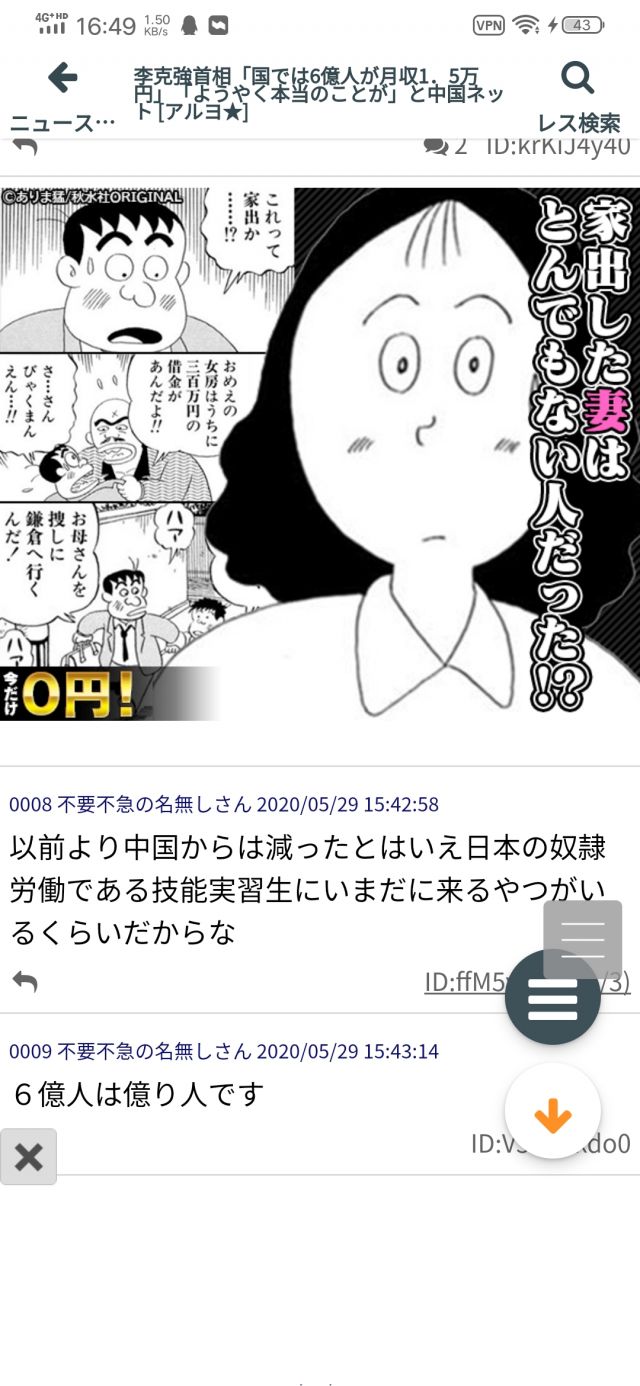 4G+HD 16:49 1.50 KB/s VPN 43
李克強首相「国では6億人が月収1．5万
円」「ようやく本当のことが」と中国ネッ
ト [アルヨ★]
ニュース… レス検索
2 ID:krKiJ4y40
©ありま猛/秋水社ORIGINAL
これって
家出か
……!?
家出した妻は
とんでもない人だった!?
おめえの
女房はうちに
三百万円の
借金が
あんだよ!!
さ…さん
びゃくまん
えん…!!
ハァ
お母さんを
捜しに
鎌倉へ行く
んだ！
ハァ
今だけ
0円！
0008 不要不急の名無しさん 2020/05/29 15:42:58
以前より中国からは減ったとはいえ日本の奴隷
労働である技能実習生にいまだに来るやつがい
るくらいだからな
ID:ffM5 /3)
0009 不要不急の名無しさん 2020/05/29 15:43:14
６億人は億り人です
do0